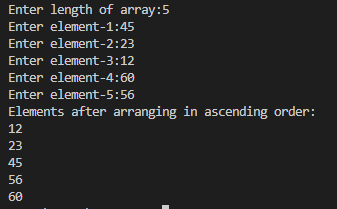 Enter length of array:5
Enter element-1:45
Enter element-2:23
Enter element-3:12
Enter element-4:60
Enter element-5:56
Elements after arranging in ascending order:
12
23
45
56
60